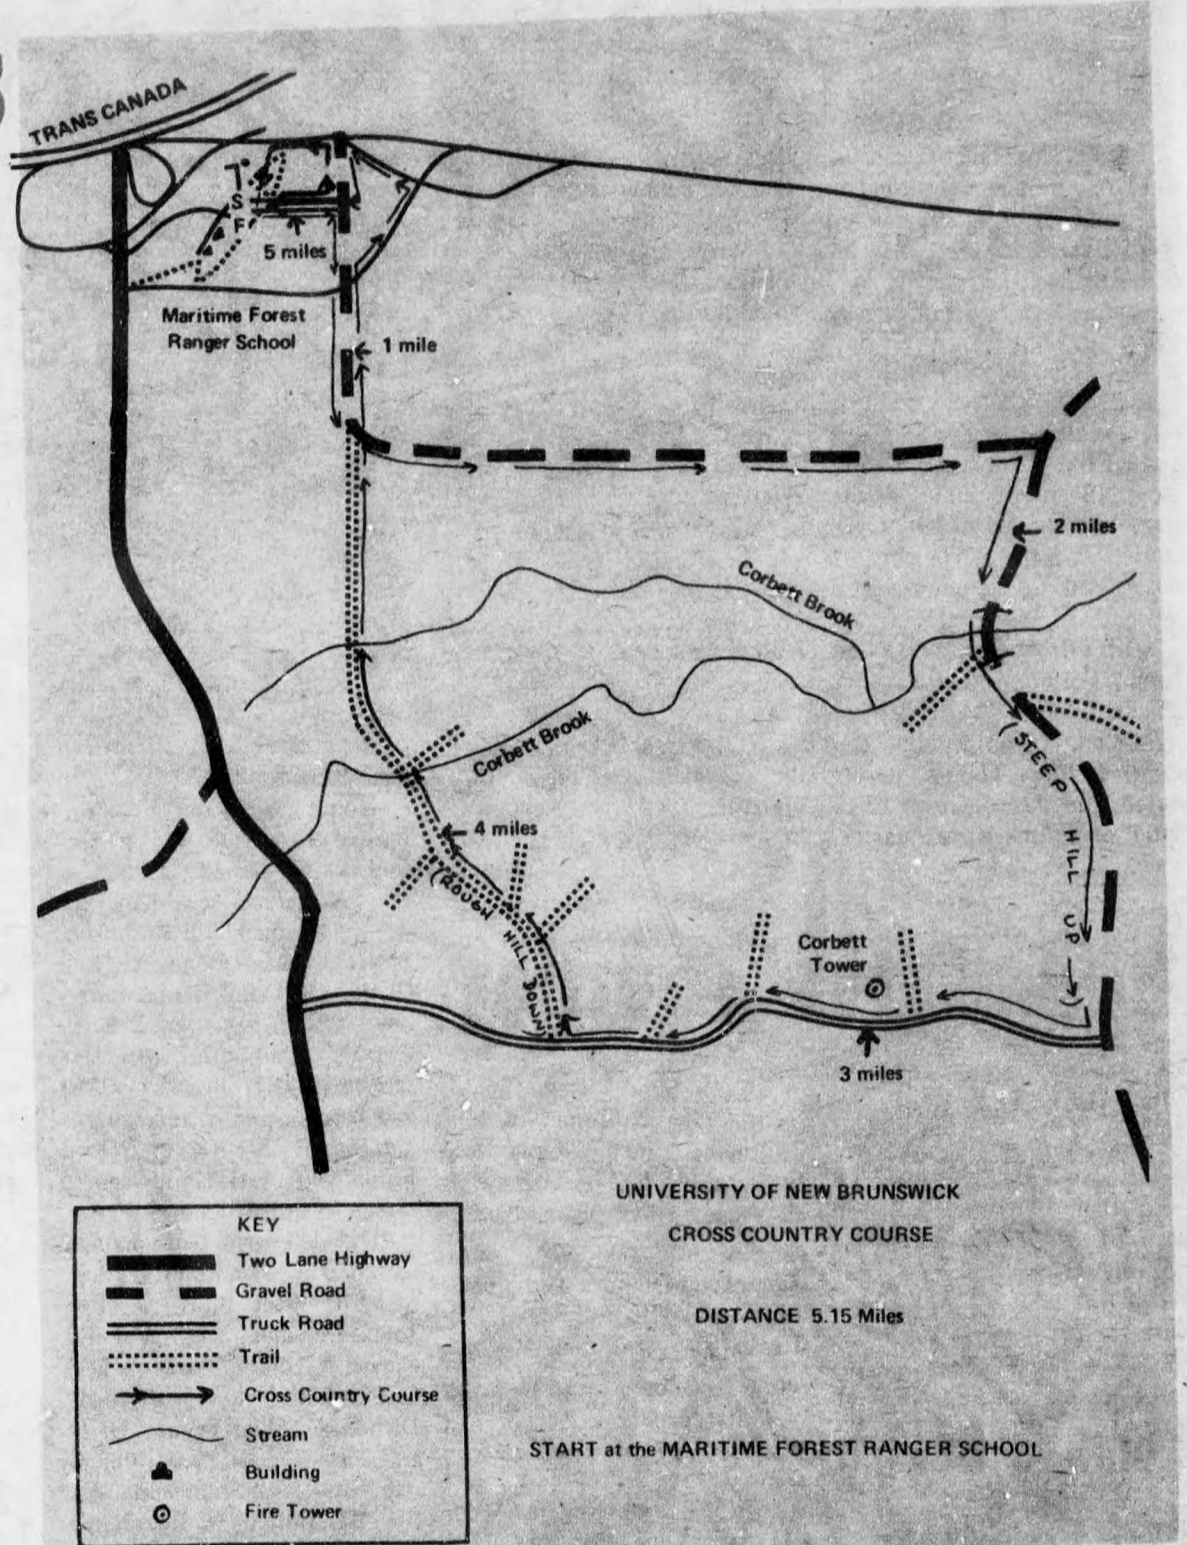 TRANS CANADA
S
F
5 miles
Maritime Forest
Ranger School
1 mile
2 miles
Corbett Brook
Corbett Brook
(STEEP HILL UP)
4 miles
(ROUGH HILL DOWN)
Corbett
Tower
3 miles
UNIVERSITY OF NEW BRUNSWICK
CROSS COUNTRY COURSE
DISTANCE 5.15 Miles
START at the MARITIME FOREST RANGER SCHOOL
KEY
Two Lane Highway
Gravel Road
Truck Road
Trail
Cross Country Course
Stream
Building
Fire Tower